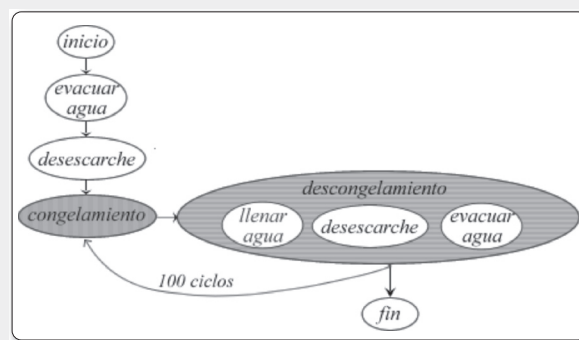 inicio
evacuar
agua
desescarche
congelamiento
descongelamiento
llenar
agua
desescarche
evacuar
agua
100 ciclos
fin